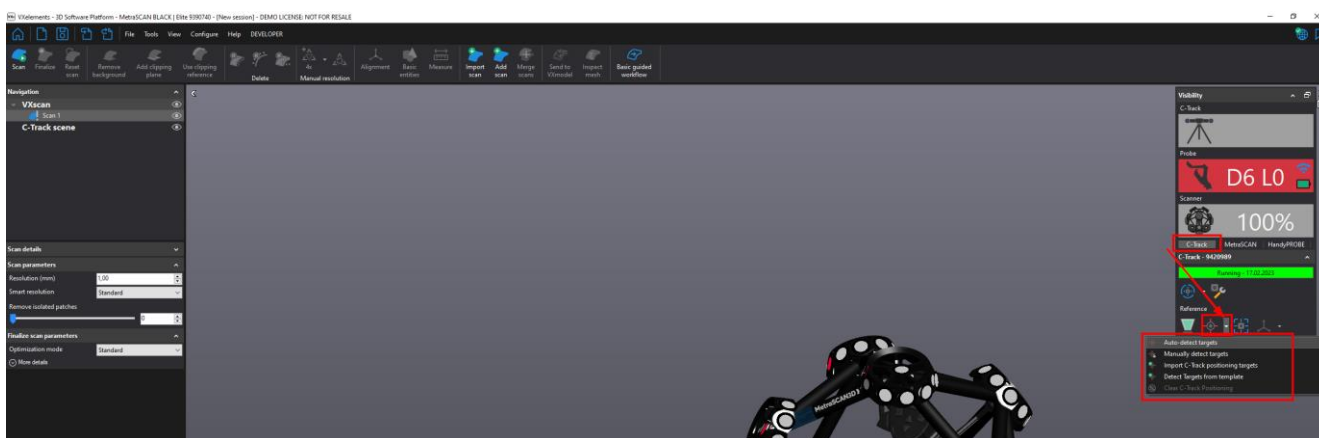 VXelements - 3D Software Platform - MetraSCAN BLACK | Elite 9390740 - [New session] - DEMO LICENSE: NOT FOR RESALE
File Tools View Configure Help DEVELOPER
Scan Finalize Reset scan Remove background Add clipping plane Use clipping reference Delete 4x Manual resolution Alignment Basic entities Measure Import scan Add scan Merge scans Send to VXmodel Inspect mesh Basic guided workflow
Navigation
VXscan
Scan 1
C-Track scene
Scan details
Scan parameters
Resolution (mm) 1,00
Smart resolution Standard
Remove isolated patches
0
Finalize scan parameters
Optimization mode Standard
More details
MetraSCAN3D
Visibility
C-Track
Probe
D6 L0
Scanner
100%
C-Track MetraSCAN HandyPROBE
C-Track - 9420989
Running - 17.02.2023
Reference
Auto-detect targets
Manually detect targets
Import C-Track positioning targets
Detect Targets from template
Clear C-Track Positioning